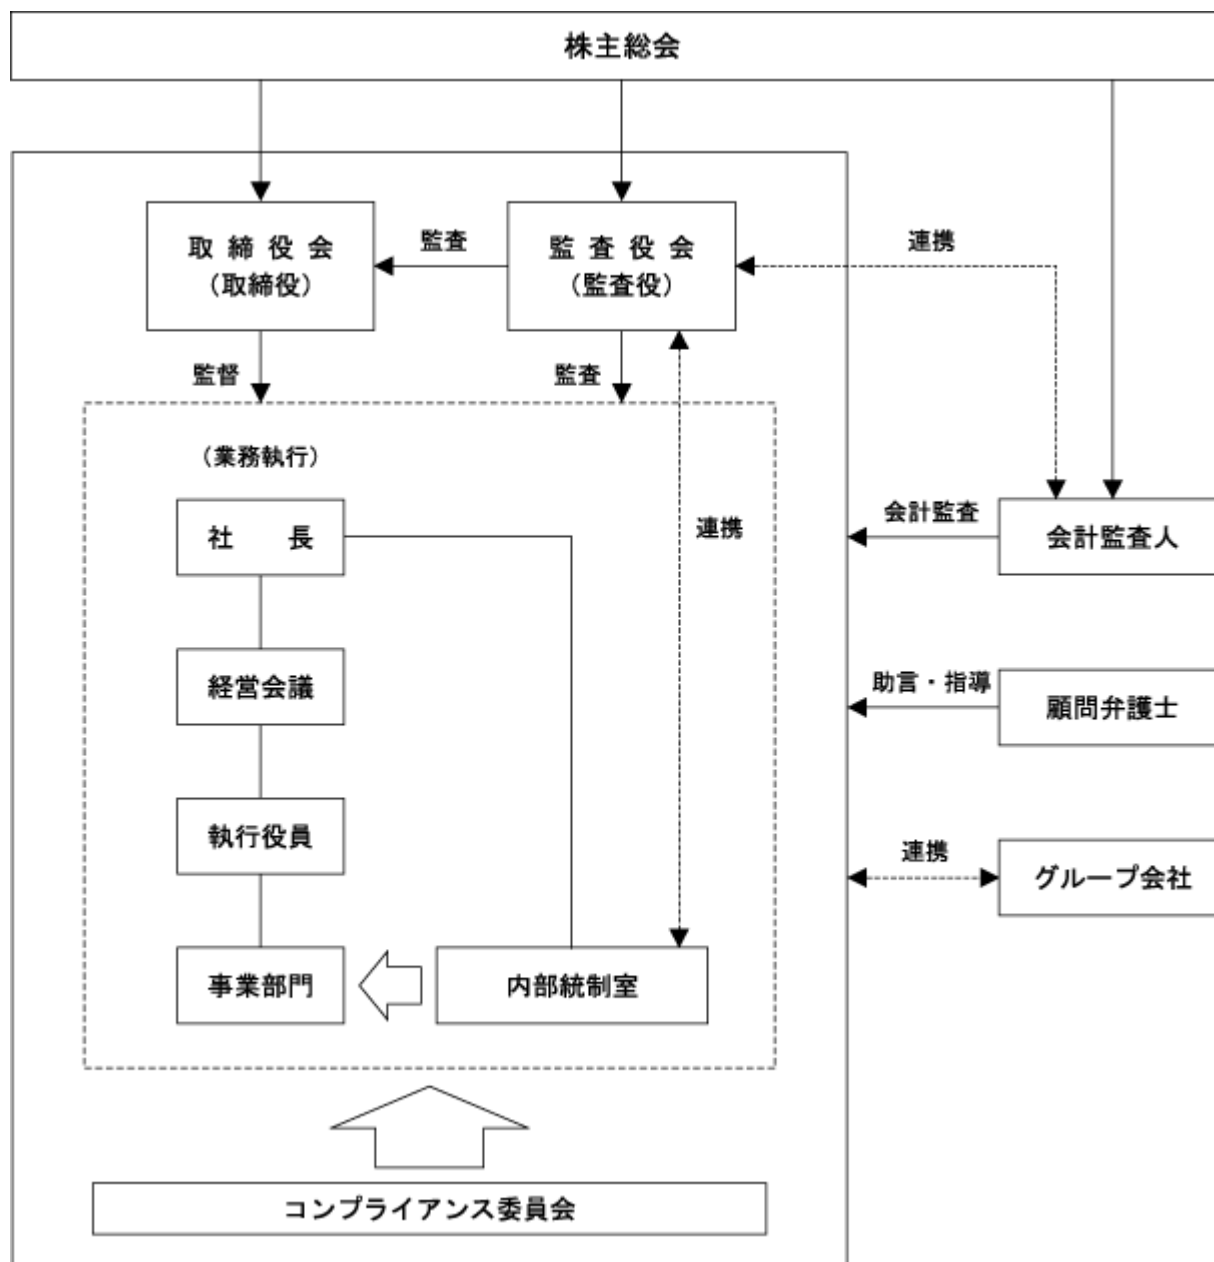 株主総会
取締役会
（取締役）
監査
監査役会
（監査役）
連携
監督
監査
（業務執行）
社　長
連携
会計監査
会計監査人
経営会議
助言・指導
顧問弁護士
執行役員
連携
グループ会社
事業部門
内部統制室
コンプライアンス委員会